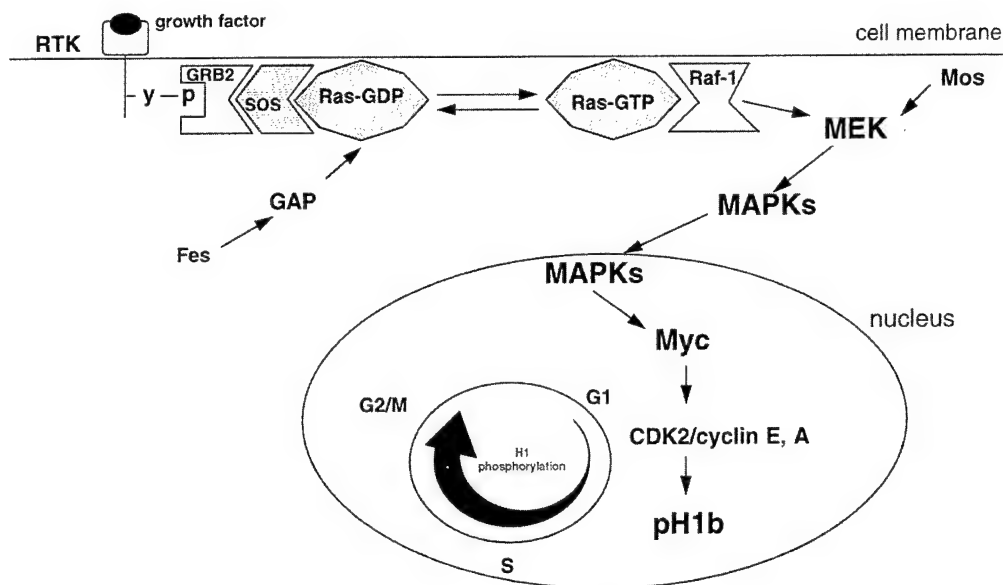 growth factor
RTK
cell membrane
y
p
GRB2
SOS
Ras-GDP
Ras-GTP
Raf-1
Mos
MEK
GAP
MAPKs
Fes
MAPKs
nucleus
Myc
G2/M
G1
H1
phosphorylation
CDK2/cyclin E, A
pH1b
S